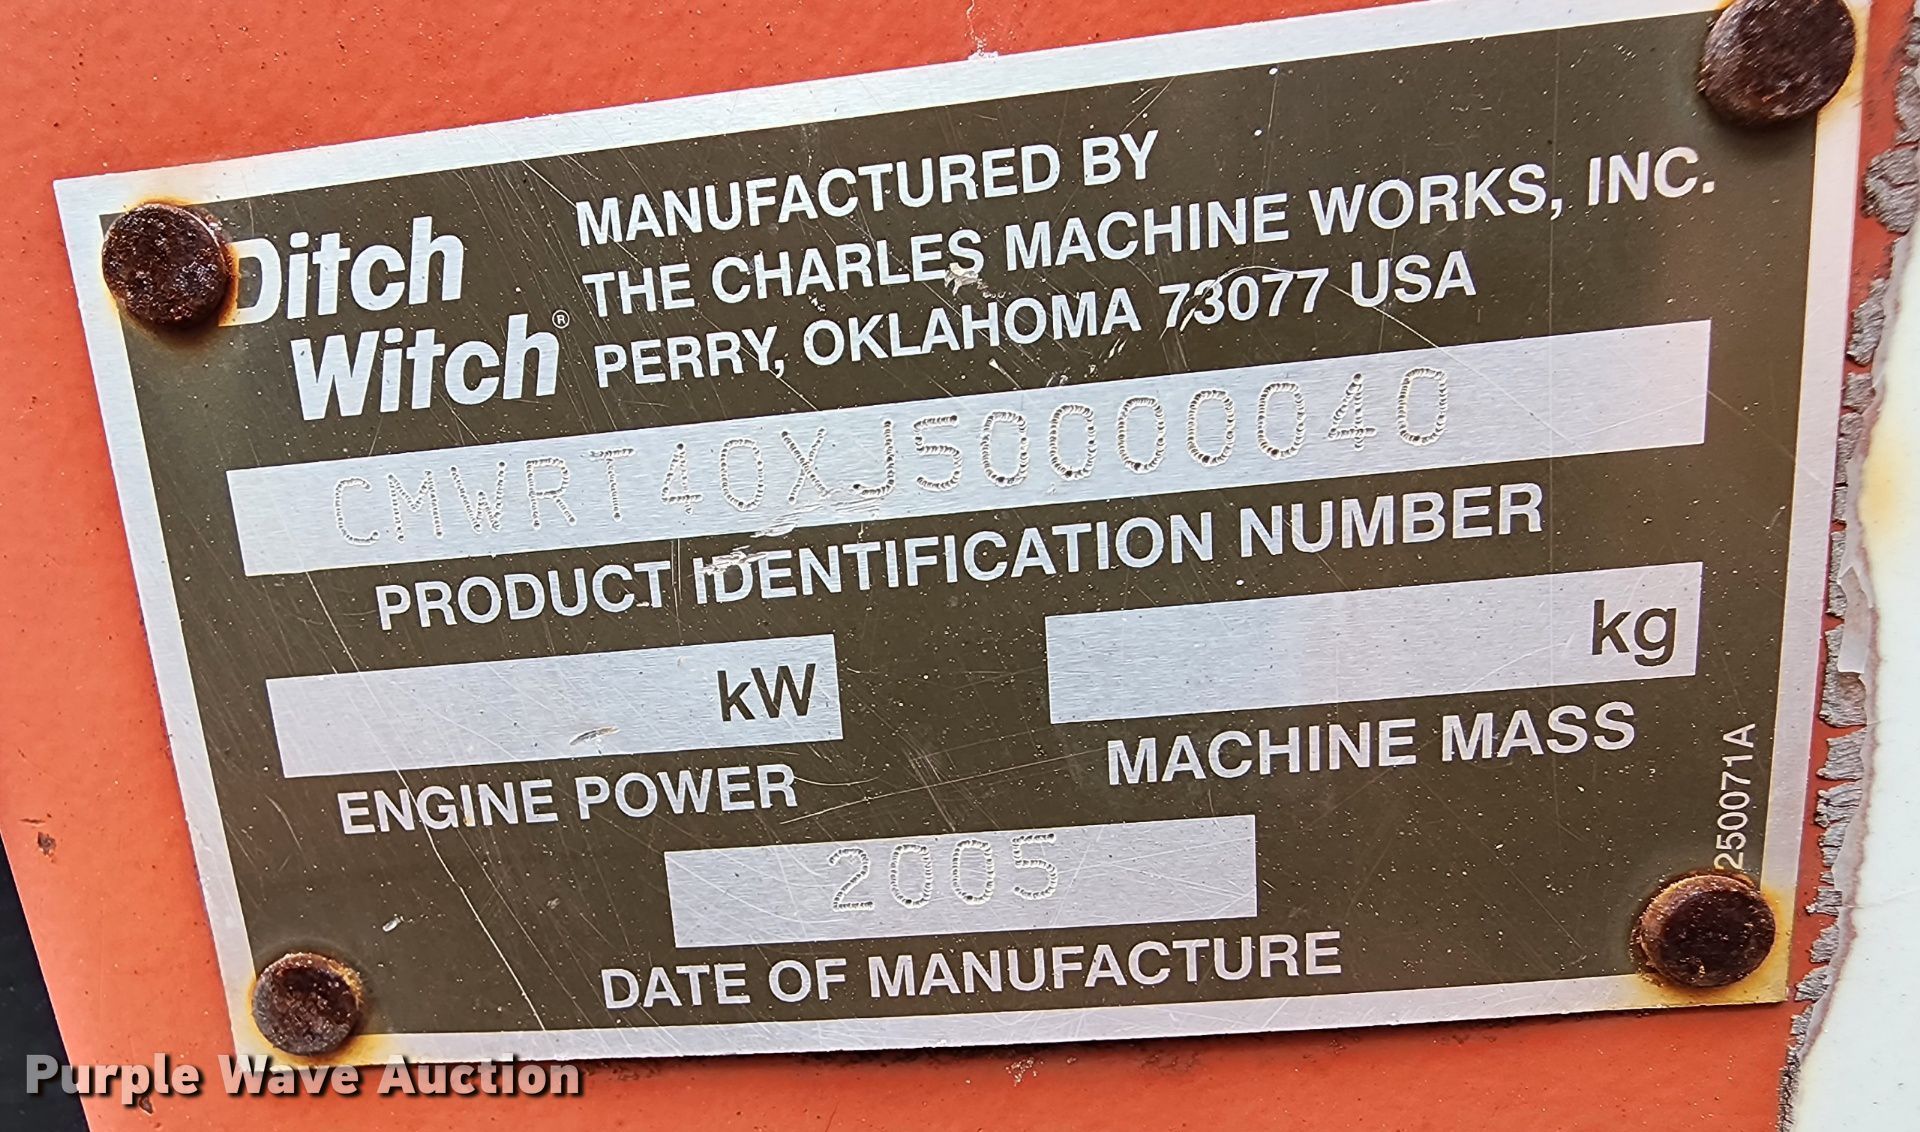 Ditch
Witch®
MANUFACTURED BY
THE CHARLES MACHINE WORKS, INC.
PERRY, OKLAHOMA 73077 USA
CMWRT40XJ50000040
PRODUCT IDENTIFICATION NUMBER
kW
ENGINE POWER
kg
MACHINE MASS
2005
DATE OF MANUFACTURE
250071A
Purple Wave Auction